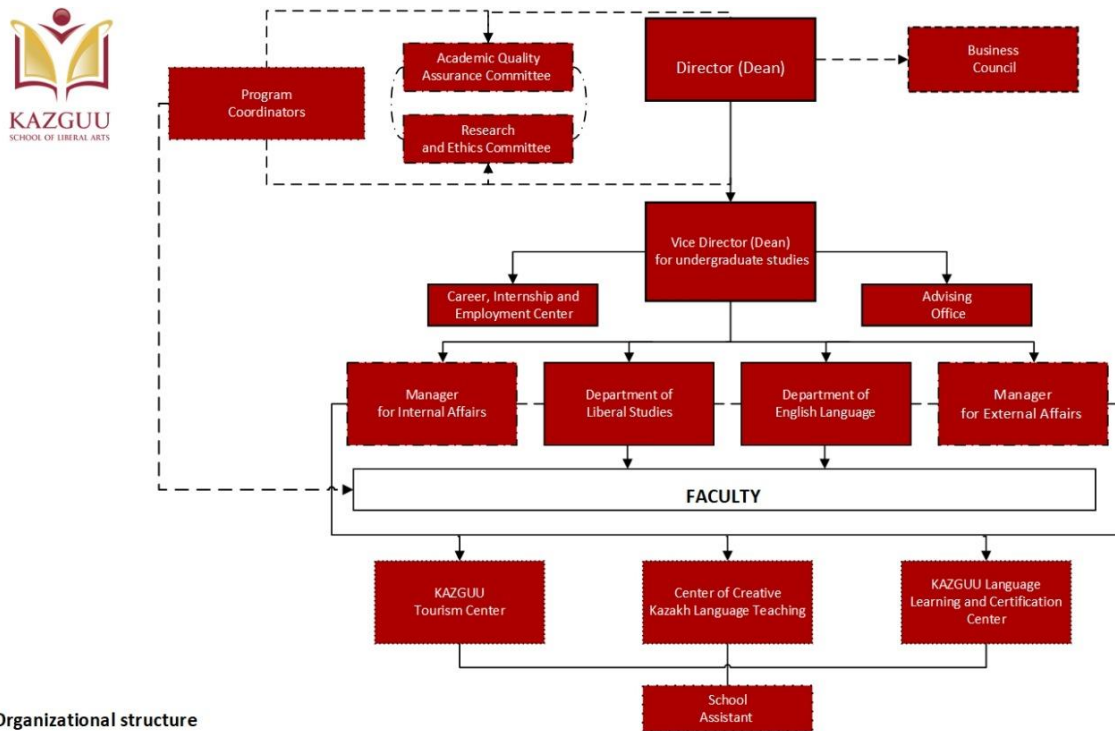 KAZGUU
SCHOOL OF LIBERAL ARTS
Program
Coordinators
Academic Quality
Assurance Committee
Research
and Ethics Committee
Director (Dean)
Business
Council
Vice Director (Dean)
for undergraduate studies
Career, Internship and
Employment Center
Advising
Office
Manager
for Internal Affairs
Department of
Liberal Studies
Department of
English Language
Manager
for External Affairs
FACULTY
KAZGUU
Tourism Center
Center of Creative
Kazakh Language Teaching
KAZGUU Language
Learning and Certification
Center
School
Assistant
Organizational structure